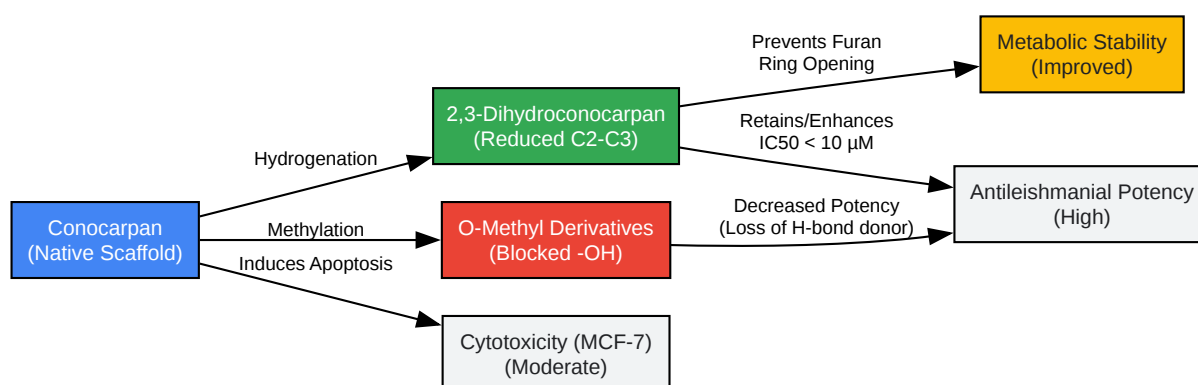 Conocarpan
(Native Scaffold)
Hydrogenation
Methylation
Induces Apoptosis
2,3-Dihydroconocarpan
(Reduced C2-C3)
O-Methyl Derivatives
(Blocked -OH)
Cytotoxicity (MCF-7)
(Moderate)
Prevents Furan
Ring Opening
Retains/Enhances
IC50 < 10 µM
Decreased Potency
(Loss of H-bond donor)
Metabolic Stability
(Improved)
Antileishmanial Potency
(High)